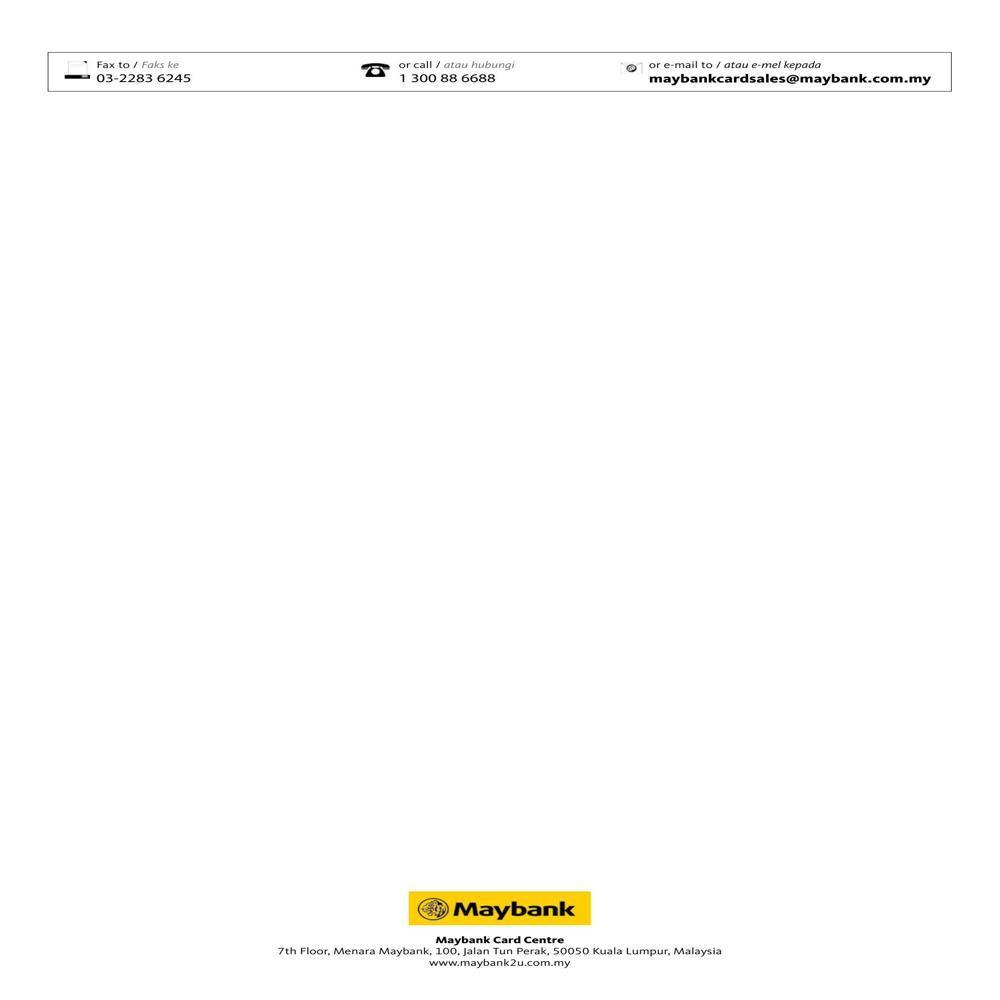 Fax to / Faks ke
03-2283 6245
or call / atau hubungi
1 300 88 6688
or e-mail to / atau e-mel kepada
maybankcardsales@maybank.com.my
Maybank
Maybank Card Centre
7th Floor, Menara Maybank, 100, Jalan Tun Perak, 50050 Kuala Lumpur, Malaysia
www.maybank2u.com.my